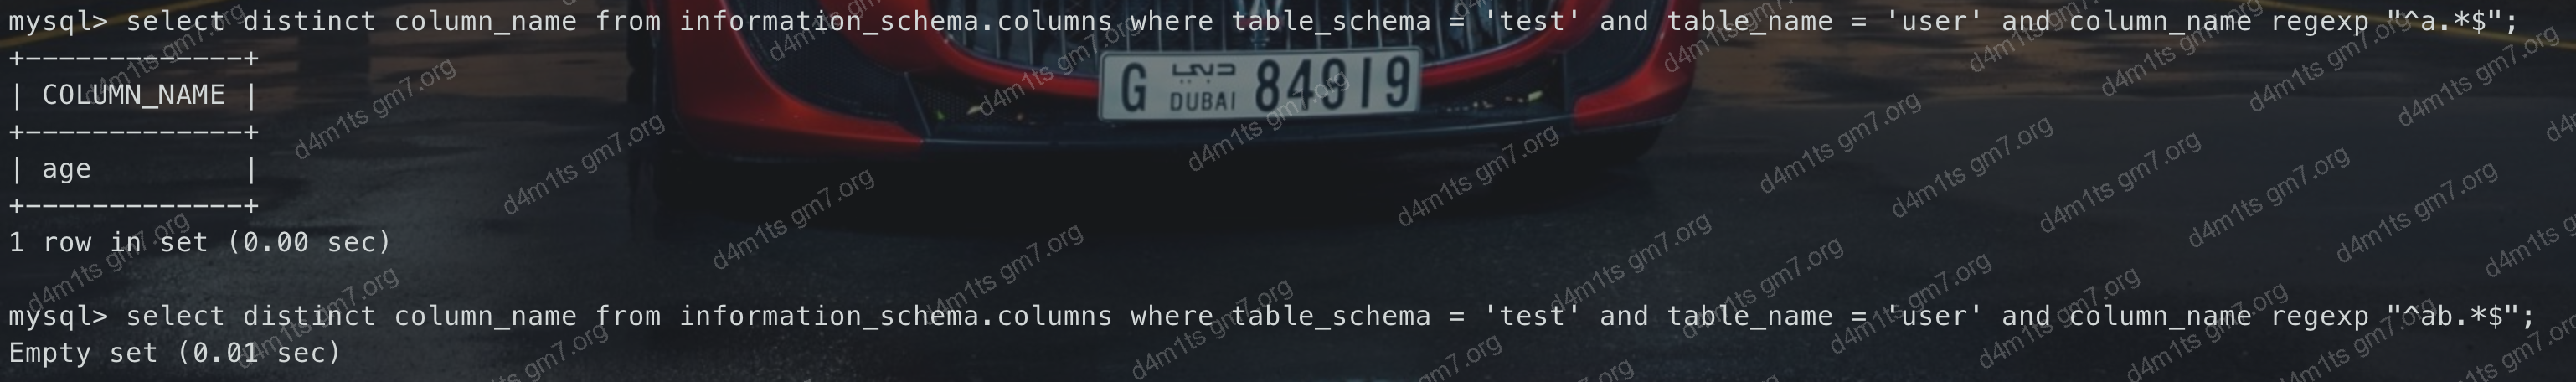 mysql> select distinct column_name from information_schema.columns where table_schema = 'test' and table_name = 'user' and column_name regexp "^a.*$";
+-------------+
| COLUMN_NAME |
+-------------+
| age         |
+-------------+
1 row in set (0.00 sec)
mysql> select distinct column_name from information_schema.columns where table_schema = 'test' and table_name = 'user' and column_name regexp "^ab.*$";
Empty set (0.01 sec)
G دبي DUBAI 84919
d4m1ts gm7.org